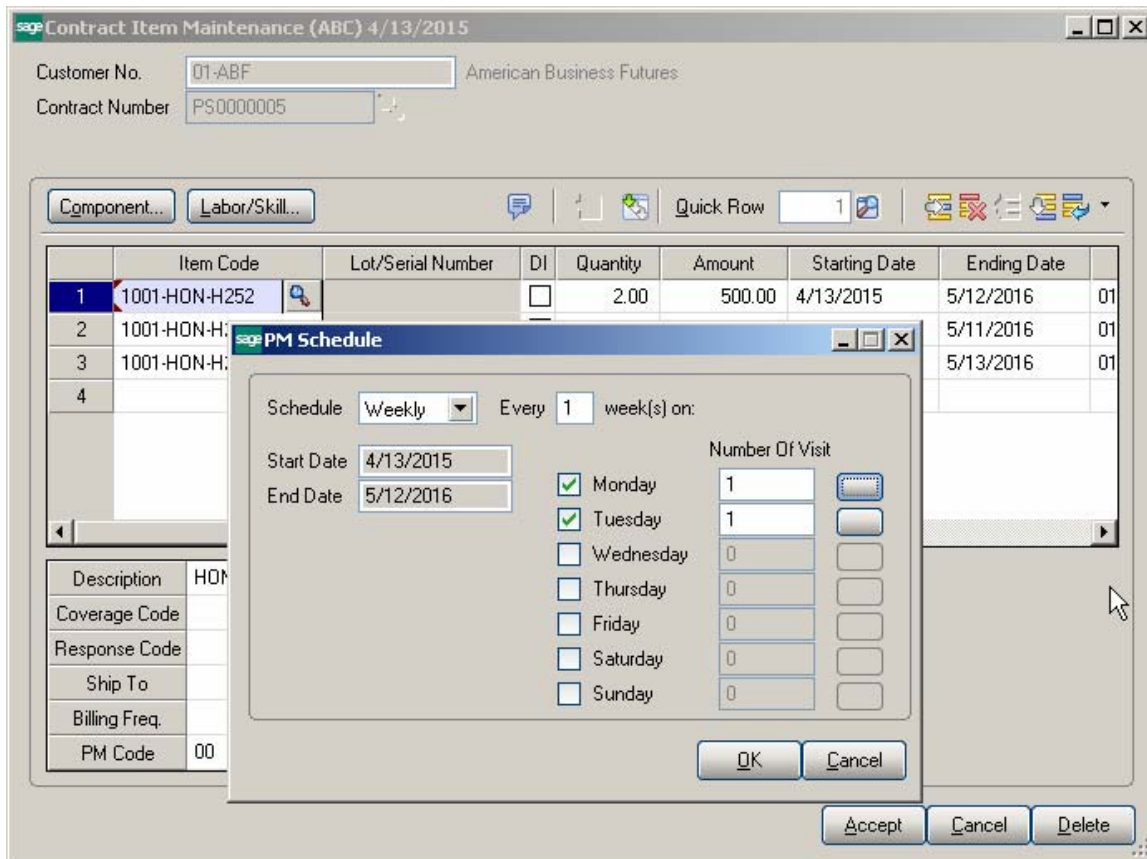 sage Contract Item Maintenance (ABC) 4/13/2015
Customer No. 01-ABF American Business Futures
Contract Number PS0000005
Component... Labor/Skill... Quick Row 1
Item Code Lot/Serial Number DI Quantity Amount Starting Date Ending Date
1 1001-HON-H252 2.00 500.00 4/13/2015 5/12/2016 01
2 1001-HON-H 5/11/2016 01
3 1001-HON-H 5/13/2016 01
4
sage PM Schedule
Schedule Weekly Every 1 week(s) on:
Number Of Visit
Start Date 4/13/2015
End Date 5/12/2016
Monday 1
Tuesday 1
Wednesday 0
Thursday 0
Friday 0
Saturday 0
Sunday 0
OK Cancel
Description HON
Coverage Code
Response Code
Ship To
Billing Freq.
PM Code 00
Accept Cancel Delete